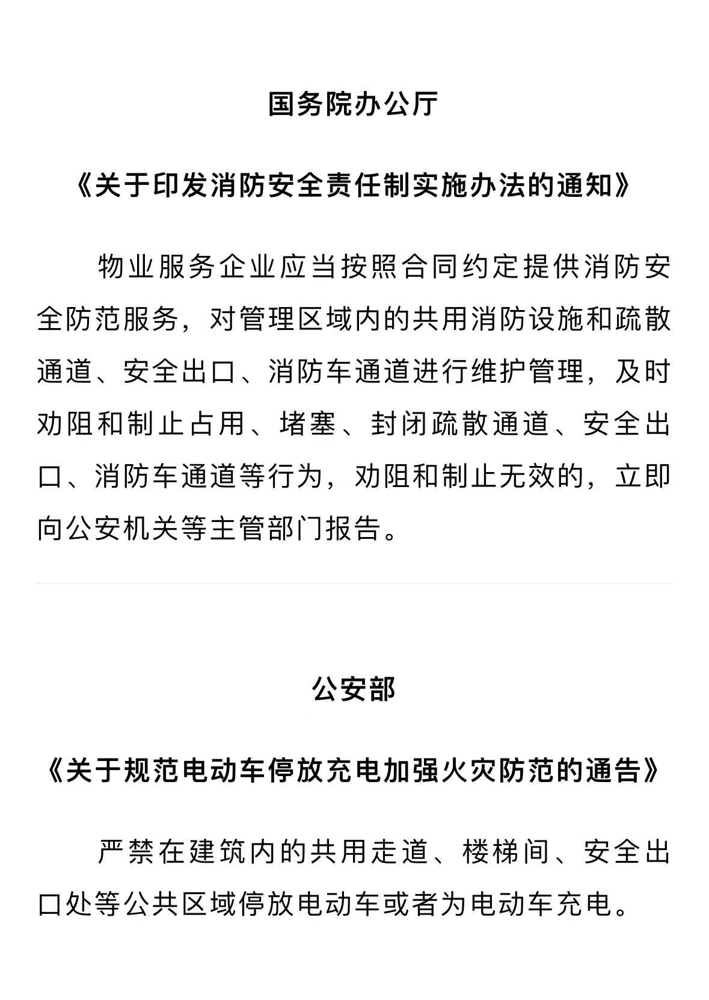 国务院办公厅
《关于印发消防安全责任制实施办法的通知》
物业服务企业应当按照合同约定提供消防安
全防范服务，对管理区域内的共用消防设施和疏散
通道、安全出口、消防车通道进行维护管理，及时
劝阻和制止占用、堵塞、封闭疏散通道、安全出
口、消防车通道等行为，劝阻和制止无效的，立即
向公安机关等主管部门报告。
公安部
《关于规范电动车停放充电加强火灾防范的通告》
严禁在建筑内的共用走道、楼梯间、安全出
口处等公共区域停放电动车或者为电动车充电。